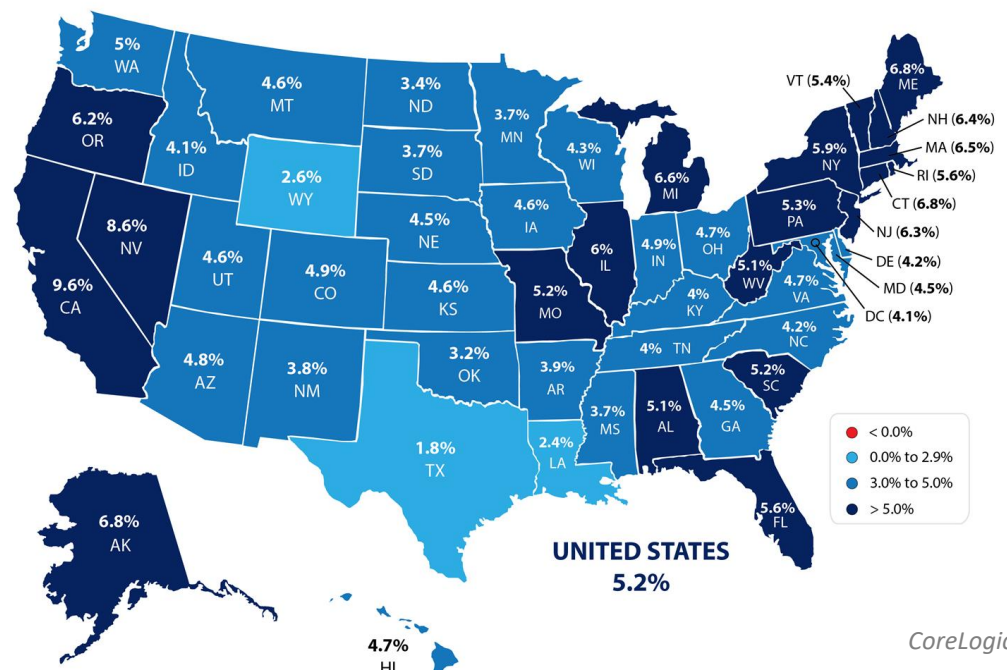 5%
WA
4.6%
MT
3.4%
ND
3.7%
MN
6.2%
OR
4.1%
ID
2.6%
WY
3.7%
SD
4.3%
WI
6.6%
MI
5.9%
NY
VT (5.4%)
6.8%
ME
NH (6.4%)
MA (6.5%)
RI (5.6%)
CT (6.8%)
NJ (6.3%)
DE (4.2%)
MD (4.5%)
DC (4.1%)
8.6%
NV
9.6%
CA
4.6%
UT
4.9%
CO
4.5%
NE
4.6%
IA
4.6%
KS
5.2%
MO
6%
IL
4.9%
IN
4.7%
OH
5.3%
PA
5.1%
WV
4.7%
VA
4%
KY
4.2%
NC
4% TN
4.8%
AZ
3.8%
NM
3.2%
OK
3.9%
AR
5.2%
SC
1.8%
TX
2.4%
LA
3.7%
MS
5.1%
AL
4.5%
GA
5.6%
FL
< 0.0%
0.0% to 2.9%
3.0% to 5.0%
> 5.0%
6.8%
AK
4.7%
HI
UNITED STATES
5.2%
CoreLogic